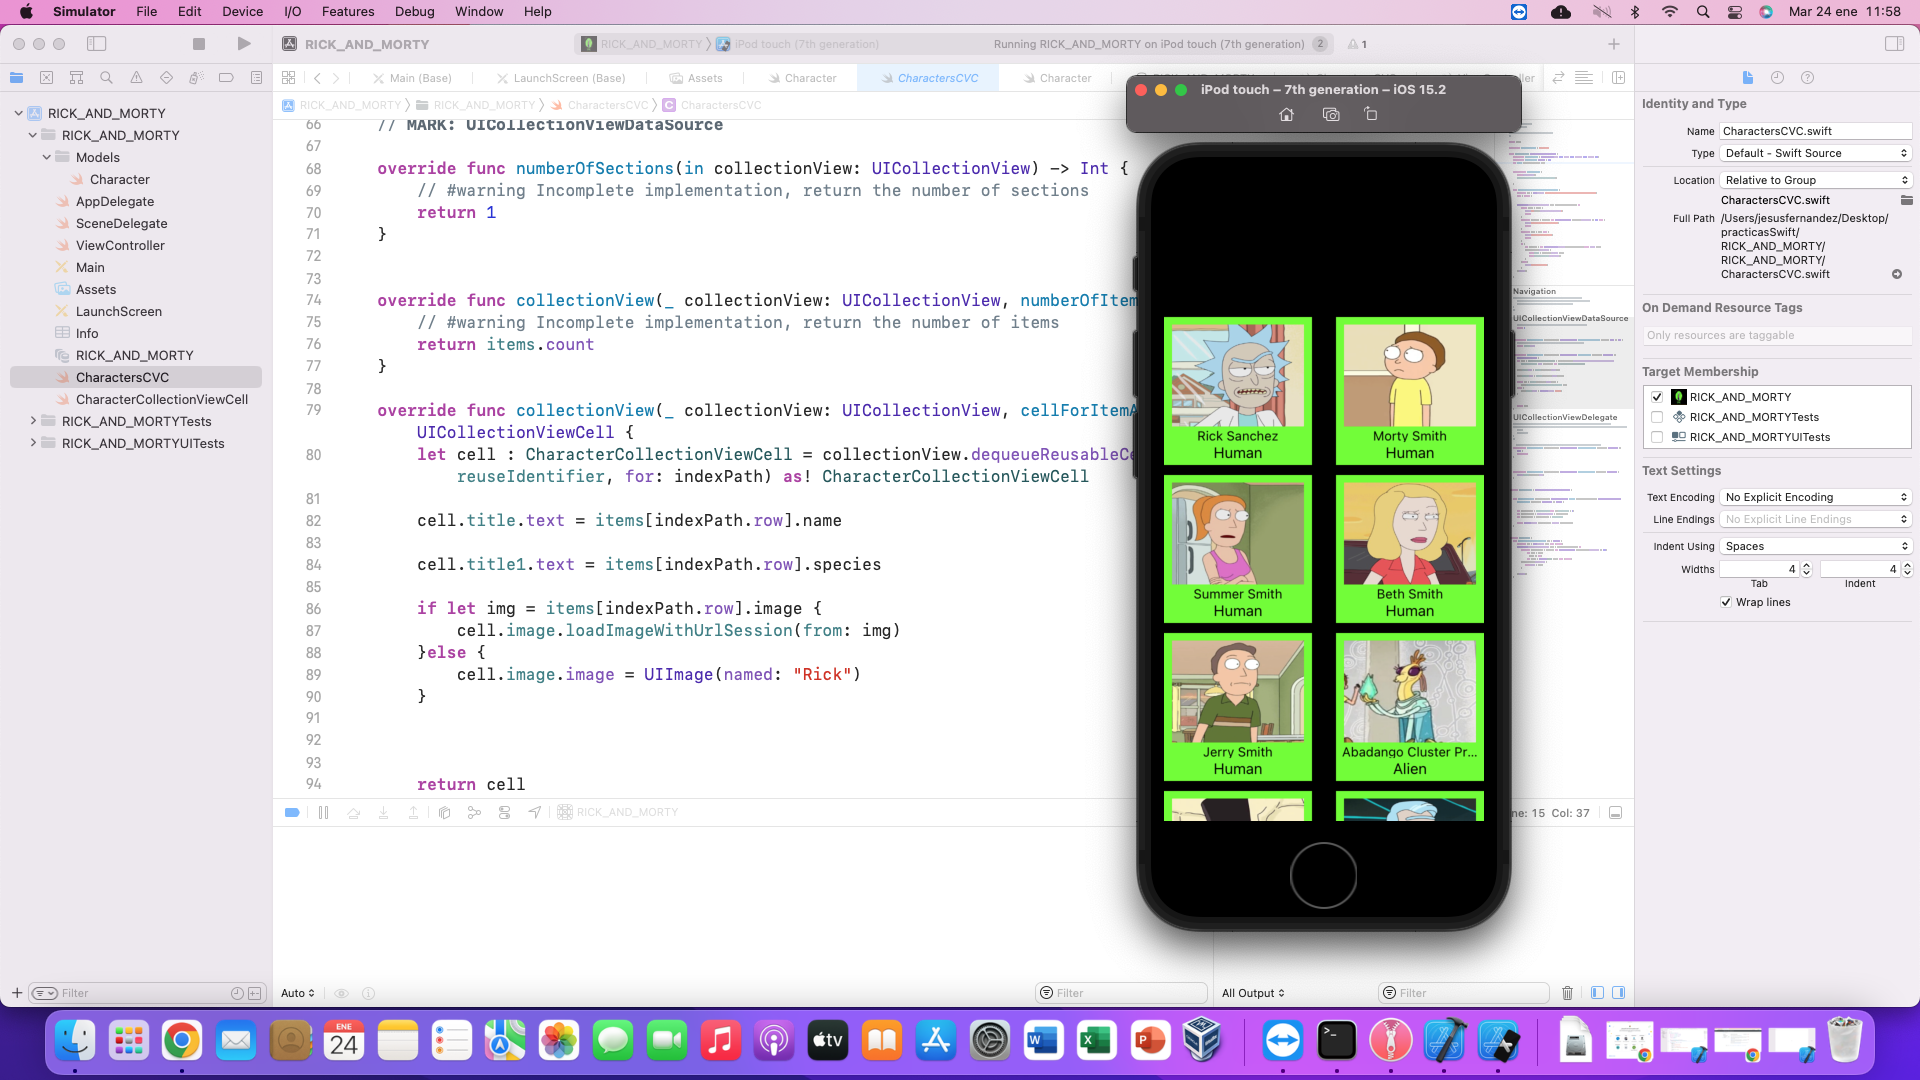 Simulator File Edit Device I/O Features Debug Window Help Mar 24 ene 11:58
RICK_AND_MORTY RICK_AND_MORTY iPod touch (7th generation) Running RICK_AND_MORTY on iPod touch (7th generation) 2 1
Main (Base) LaunchScreen (Base) Assets Character CharactersCVC Character
RICK_AND_MORTY RICK_AND_MORTY CharactersCVC C CharactersCVC
RICK_AND_MORTY
RICK_AND_MORTY
Models
Character
AppDelegate
SceneDelegate
ViewController
Main
Assets
LaunchScreen
Info
RICK_AND_MORTY
CharactersCVC
CharacterCollectionViewCell
RICK_AND_MORTYTests
RICK_AND_MORTYUITests
Filter
66 // MARK: UICollectionViewDataSource
67
68 override func numberOfSections(in collectionView: UICollectionView) -> Int {
69 // #warning Incomplete implementation, return the number of sections
70 return 1
71 }
72
73
74 override func collectionView(_ collectionView: UICollectionView, numberOfItem
75 // #warning Incomplete implementation, return the number of items
76 return items.count
77 }
78
79 override func collectionView(_ collectionView: UICollectionView, cellForItemA
UICollectionViewCell {
80 let cell : CharacterCollectionViewCell = collectionView.dequeueReusableCe
reuseIdentifier, for: indexPath) as! CharacterCollectionViewCell
81
82 cell.title.text = items[indexPath.row].name
83
84 cell.title1.text = items[indexPath.row].species
85
86 if let img = items[indexPath.row].image {
87 cell.image.loadImageWithUrlSession(from: img)
88 }else {
89 cell.image.image = UIImage(named: "Rick")
90 }
91
92
93
94 return cell
RICK_AND_MORTY
ne: 15 Col: 37
Auto
Filter
All Output
Filter
iPod touch – 7th generation – iOS 15.2
Rick Sanchez
Human
Morty Smith
Human
Summer Smith
Human
Beth Smith
Human
Jerry Smith
Human
Abadango Cluster Pr...
Alien
Navigation
UICollectionViewDataSource
UICollectionViewDelegate
Identity and Type
Name CharactersCVC.swift
Type Default - Swift Source
Location Relative to Group
CharactersCVC.swift
Full Path /Users/jesusfernandez/Desktop/
practicasSwift/
RICK_AND_MORTY/
RICK_AND_MORTY/
CharactersCVC.swift
On Demand Resource Tags
Only resources are taggable
Target Membership
RICK_AND_MORTY
RICK_AND_MORTYTests
RICK_AND_MORTYUITests
Text Settings
Text Encoding No Explicit Encoding
Line Endings No Explicit Line Endings
Indent Using Spaces
Widths 4 4
Tab Indent
Wrap lines
ENE
24
tv
W
X
P
>_